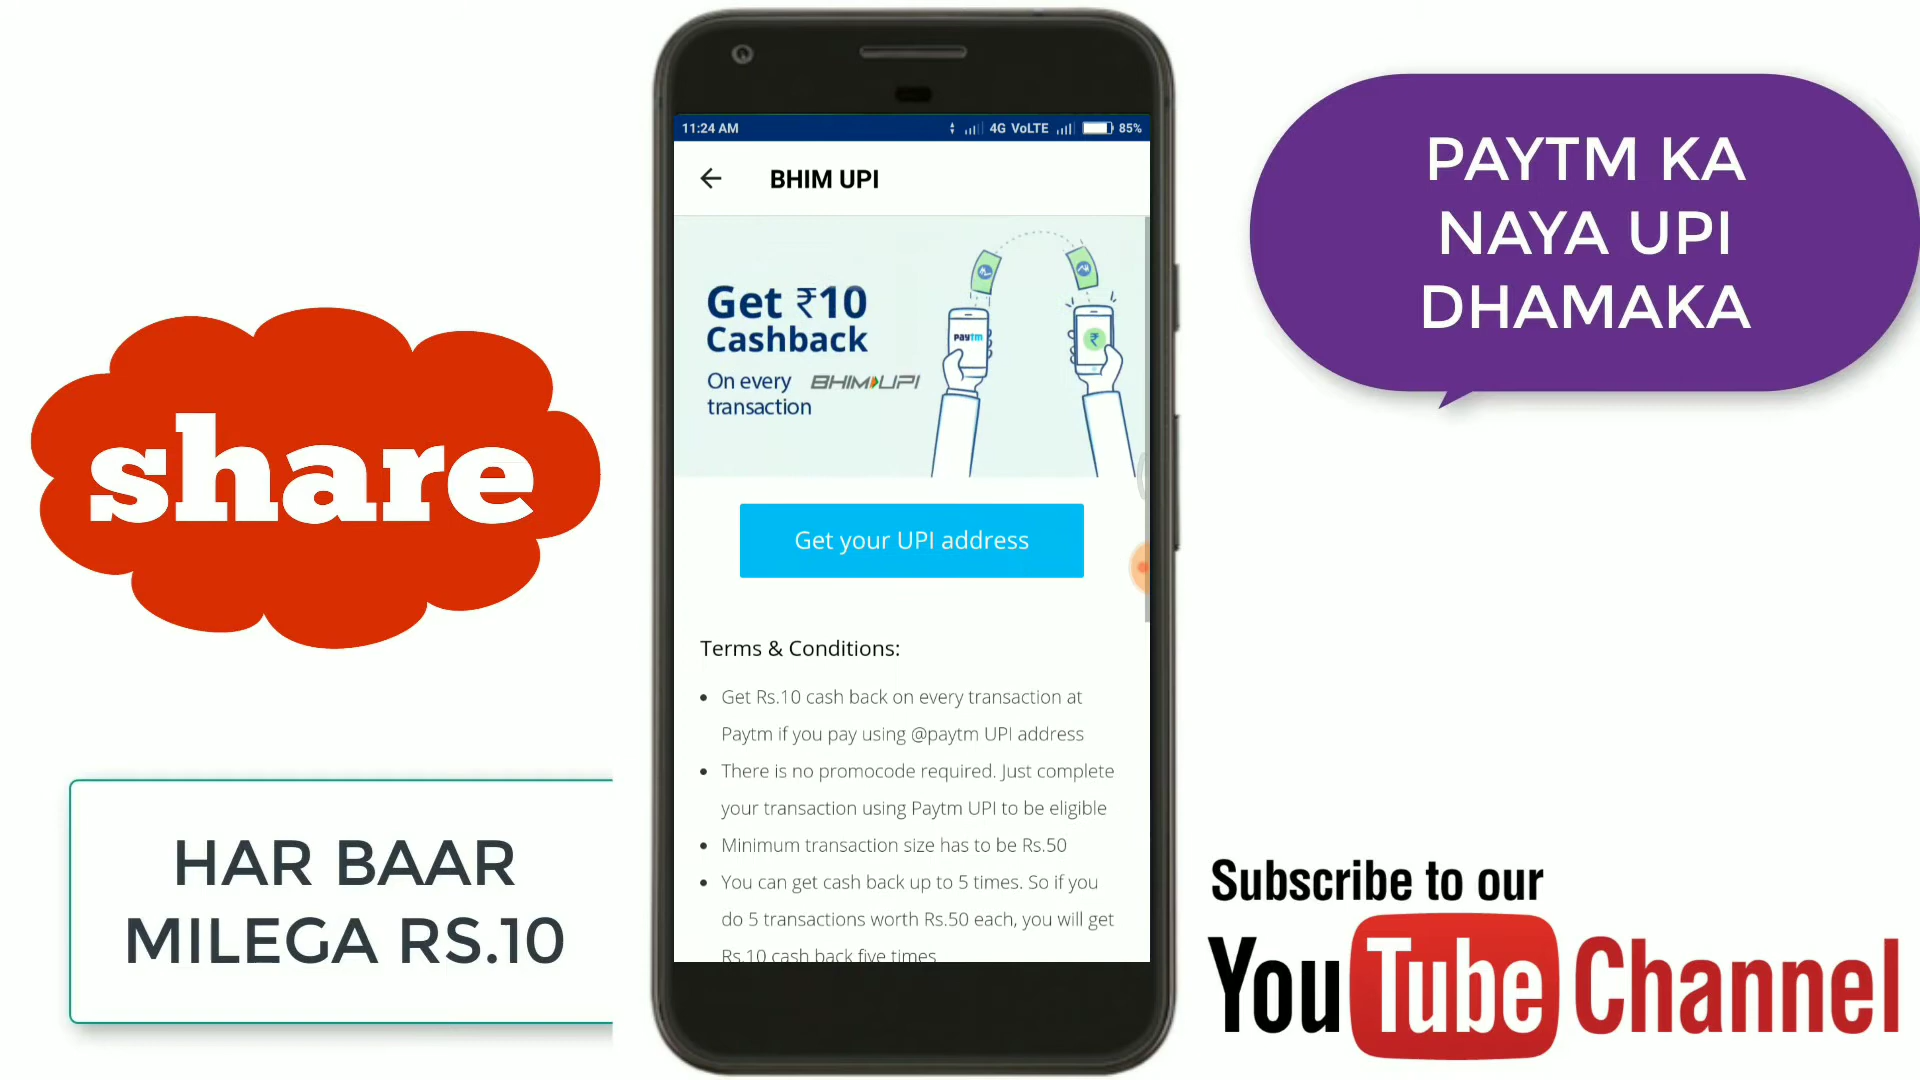 11:24 AM
4G VoLTE
85%
BHIM UPI
Get ₹10
Cashback
On every BHIM UPI
transaction
paytm
₹
Get your UPI address
Terms & Conditions:
Get Rs.10 cash back on every transaction at
Paytm if you pay using @paytm UPI address
There is no promocode required. Just complete
your transaction using Paytm UPI to be eligible
Minimum transaction size has to be Rs.50
You can get cash back up to 5 times. So if you
do 5 transactions worth Rs.50 each, you will get
Rs.10 cash back five times
share
HAR BAAR
MILEGA RS.10
PAYTM KA
NAYA UPI
DHAMAKA
Subscribe to our
YouTube Channel